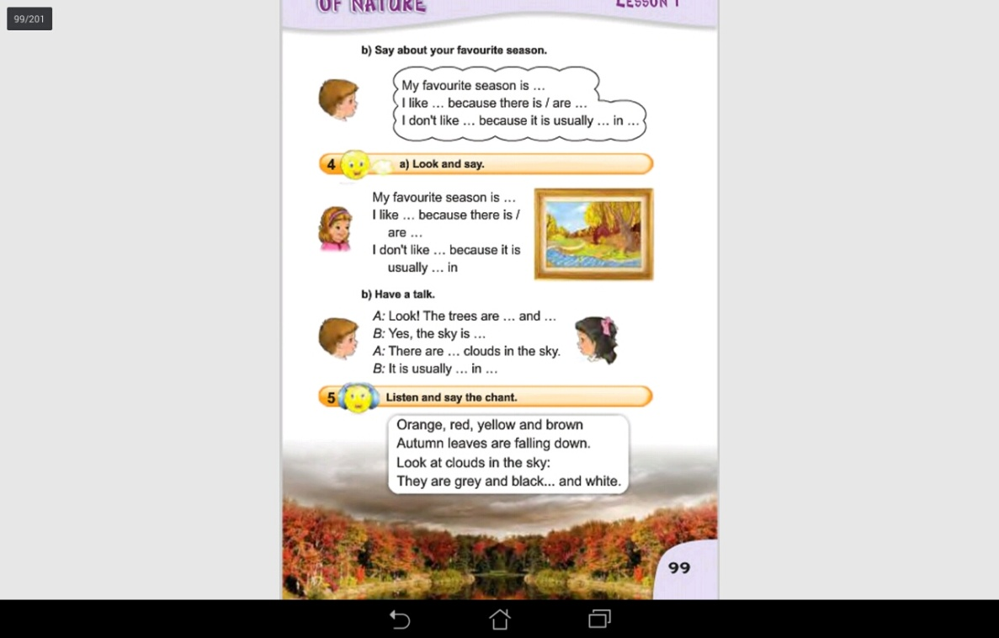 99/201
OF NATURE
LESSON 1
b) Say about your favourite season.
My favourite season is ...
I like ... because there is / are ...
I don't like ... because it is usually ... in ...
4
a) Look and say.
My favourite season is ...
I like ... because there is /
are ...
I don't like ... because it is
usually ... in
b) Have a talk.
A: Look! The trees are ... and ...
B: Yes, the sky is ...
A: There are ... clouds in the sky.
B: It is usually ... in ...
5
Listen and say the chant.
Orange, red, yellow and brown
Autumn leaves are falling down.
Look at clouds in the sky:
They are grey and black... and white.
99